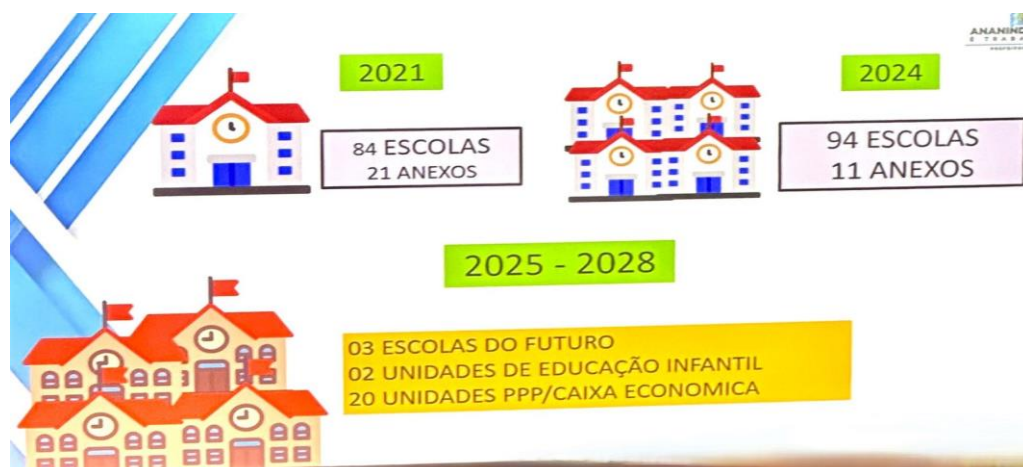 2021
84 ESCOLAS
21 ANEXOS
2024
94 ESCOLAS
11 ANEXOS
2025 - 2028
03 ESCOLAS DO FUTURO
02 UNIDADES DE EDUCAÇÃO INFANTIL
20 UNIDADES PPP/CAIXA ECONOMICA